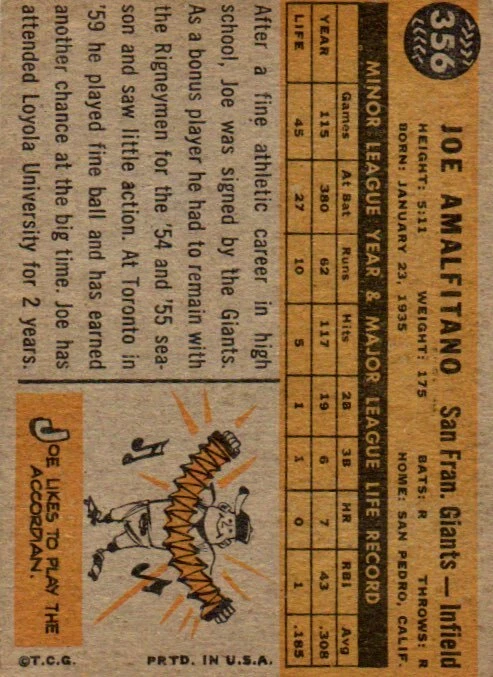 356
JOE AMALFITANO San Fran. Giants — Infield
HEIGHT: 5:11 WEIGHT: 175 BATS: R THROWS: R
BORN: JANUARY 23, 1935 HOME: SAN PEDRO, CALIF.
MINOR LEAGUE YEAR & MAJOR LEAGUE LIFE RECORD
Games At Bat Runs Hits 2B 3B HR RBI Avg
YEAR 115 380 62 117 19 6 7 43 .308
LIFE 45 27 10 5 1 1 0 1 .185
After a fine athletic career in high
school, Joe was signed by the Giants.
As a bonus player he had to remain with
the Rigneymen for the '54 and '55 sea-
son and saw little action. At Toronto in
'59 he played fine ball and has earned
another chance at the big time. Joe has
attended Loyola University for 2 years.
JOE LIKES TO PLAY THE
ACCORDIAN.
©T.C.G. PRTD. IN U.S.A.